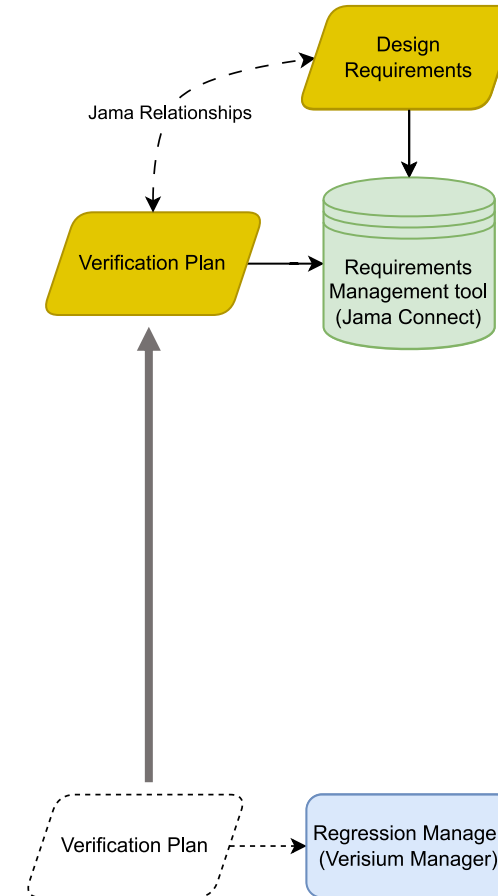 Design
Requirements
Jama Relationships
Verification Plan
Requirements
Management tool
(Jama Connect)
Verification Plan
Regression Manage
(Verisium Manager)